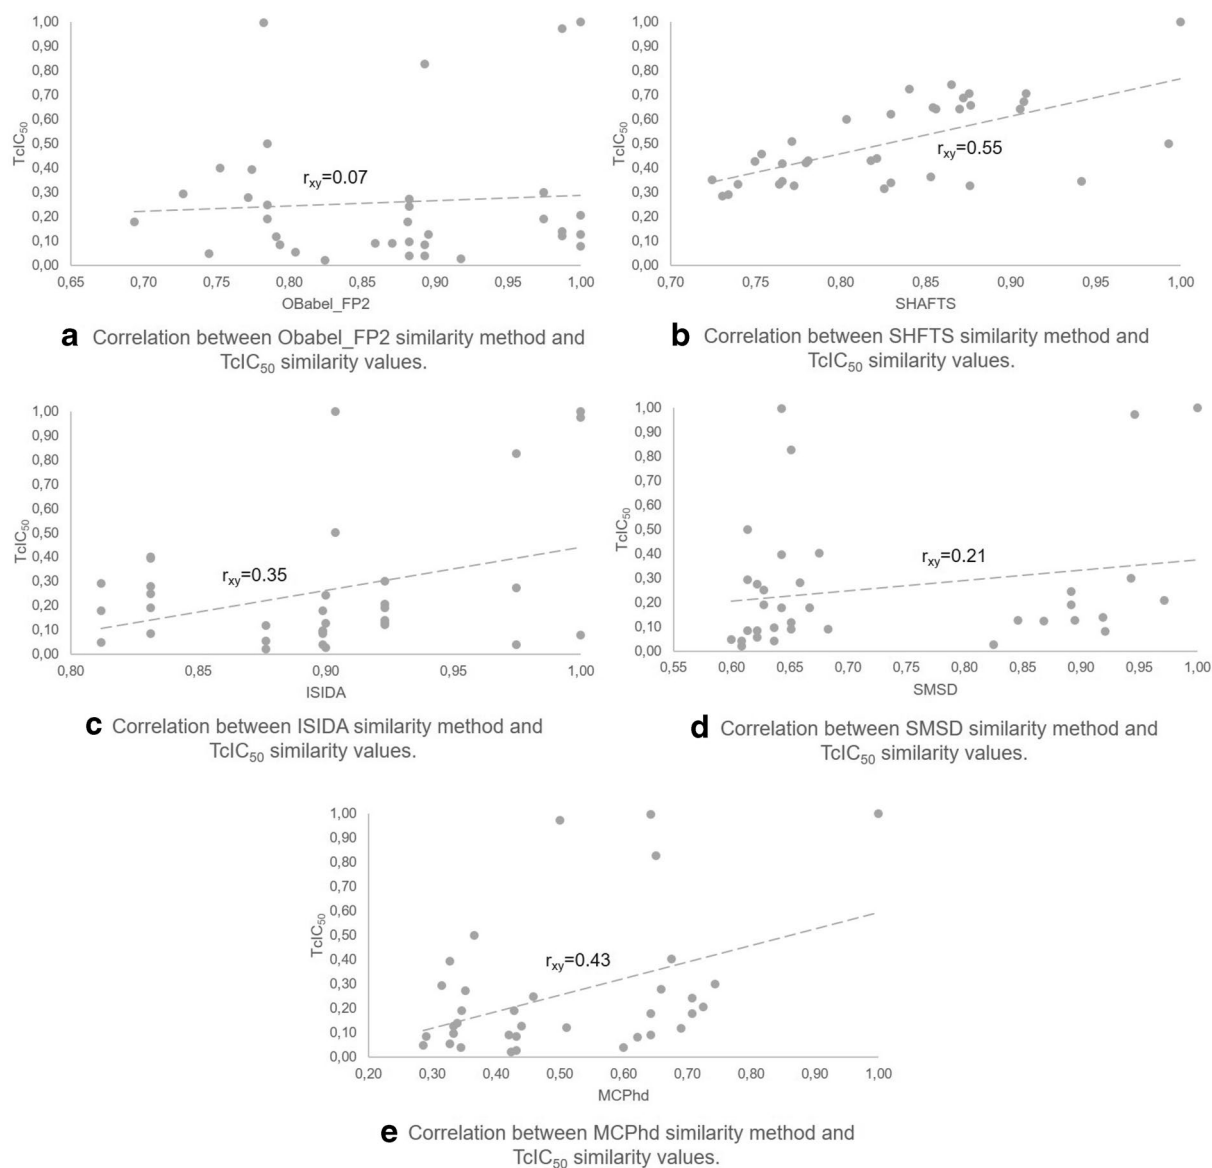 1,00
0,90
0,80
0,70
0,60
0,50
0,40
0,30
0,20
0,10
0,00
TcIC50
rxy=0.07
0,65 0,70 0,75 0,80 0,85 0,90 0,95 1,00
OBabel_FP2
a Correlation between Obabel_FP2 similarity method and
TcIC50 similarity values.
1,00
0,90
0,80
0,70
0,60
0,50
0,40
0,30
0,20
0,10
0,00
TcIC50
rxy=0.55
0,70 0,75 0,80 0,85 0,90 0,95 1,00
SHAFTS
b Correlation between SHFTS similarity method and
TcIC50 similarity values.
1,00
0,90
0,80
0,70
0,60
0,50
0,40
0,30
0,20
0,10
0,00
TcIC50
rxy=0.35
0,80 0,85 0,90 0,95 1,00
ISIDA
c Correlation between ISIDA similarity method and
TcIC50 similarity values.
1,00
0,90
0,80
0,70
0,60
0,50
0,40
0,30
0,20
0,10
0,00
TcIC50
rxy=0.21
0,55 0,60 0,65 0,70 0,75 0,80 0,85 0,90 0,95 1,00
SMSD
d Correlation between SMSD similarity method and
TcIC50 similarity values.
1,00
0,90
0,80
0,70
0,60
0,50
0,40
0,30
0,20
0,10
0,00
TcIC50
rxy=0.43
0,20 0,30 0,40 0,50 0,60 0,70 0,80 0,90 1,00
MCPhd
e Correlation between MCPhd similarity method and
TcIC50 similarity values.